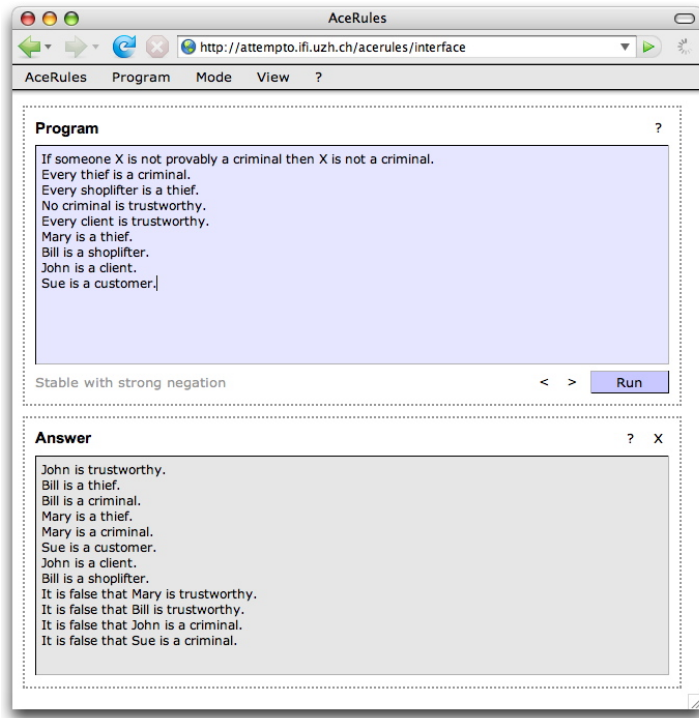 AceRules
http://attempto.ifi.uzh.ch/acerules/interface
AceRules Program Mode View ?
Program ?
If someone X is not provably a criminal then X is not a criminal.
Every thief is a criminal.
Every shoplifter is a thief.
No criminal is trustworthy.
Every client is trustworthy.
Mary is a thief.
Bill is a shoplifter.
John is a client.
Sue is a customer.
Stable with strong negation < > Run
Answer ? X
John is trustworthy.
Bill is a thief.
Bill is a criminal.
Mary is a thief.
Mary is a criminal.
Sue is a customer.
John is a client.
Bill is a shoplifter.
It is false that Mary is trustworthy.
It is false that Bill is trustworthy.
It is false that John is a criminal.
It is false that Sue is a criminal.